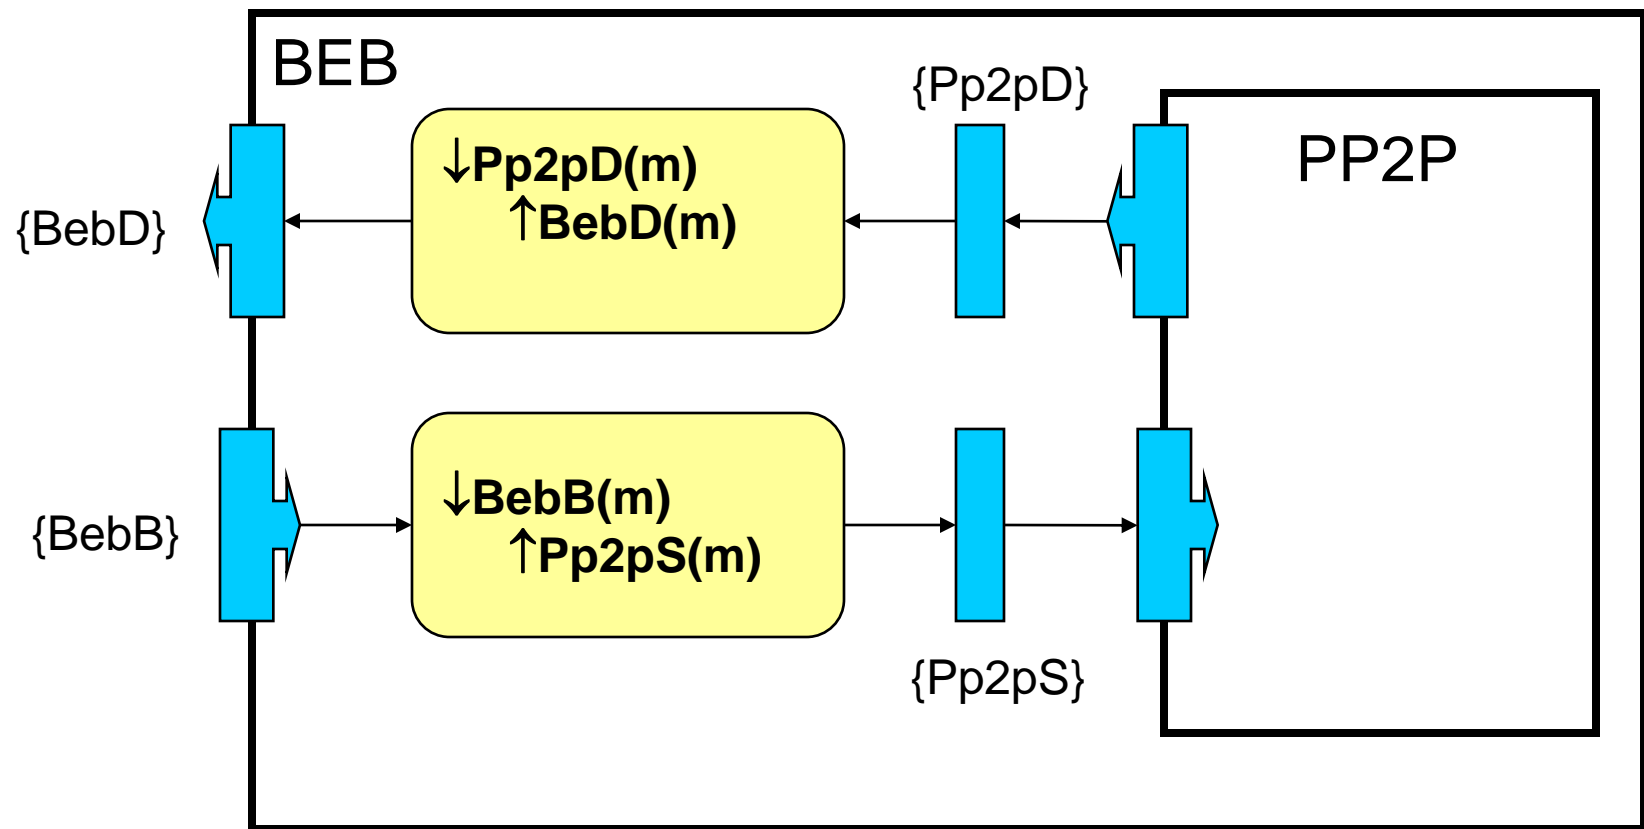 BEB
{Pp2pD}
PP2P
↓Pp2pD(m)
↑BebD(m)
{BebD}
↓BebB(m)
↑Pp2pS(m)
{BebB}
{Pp2pS}